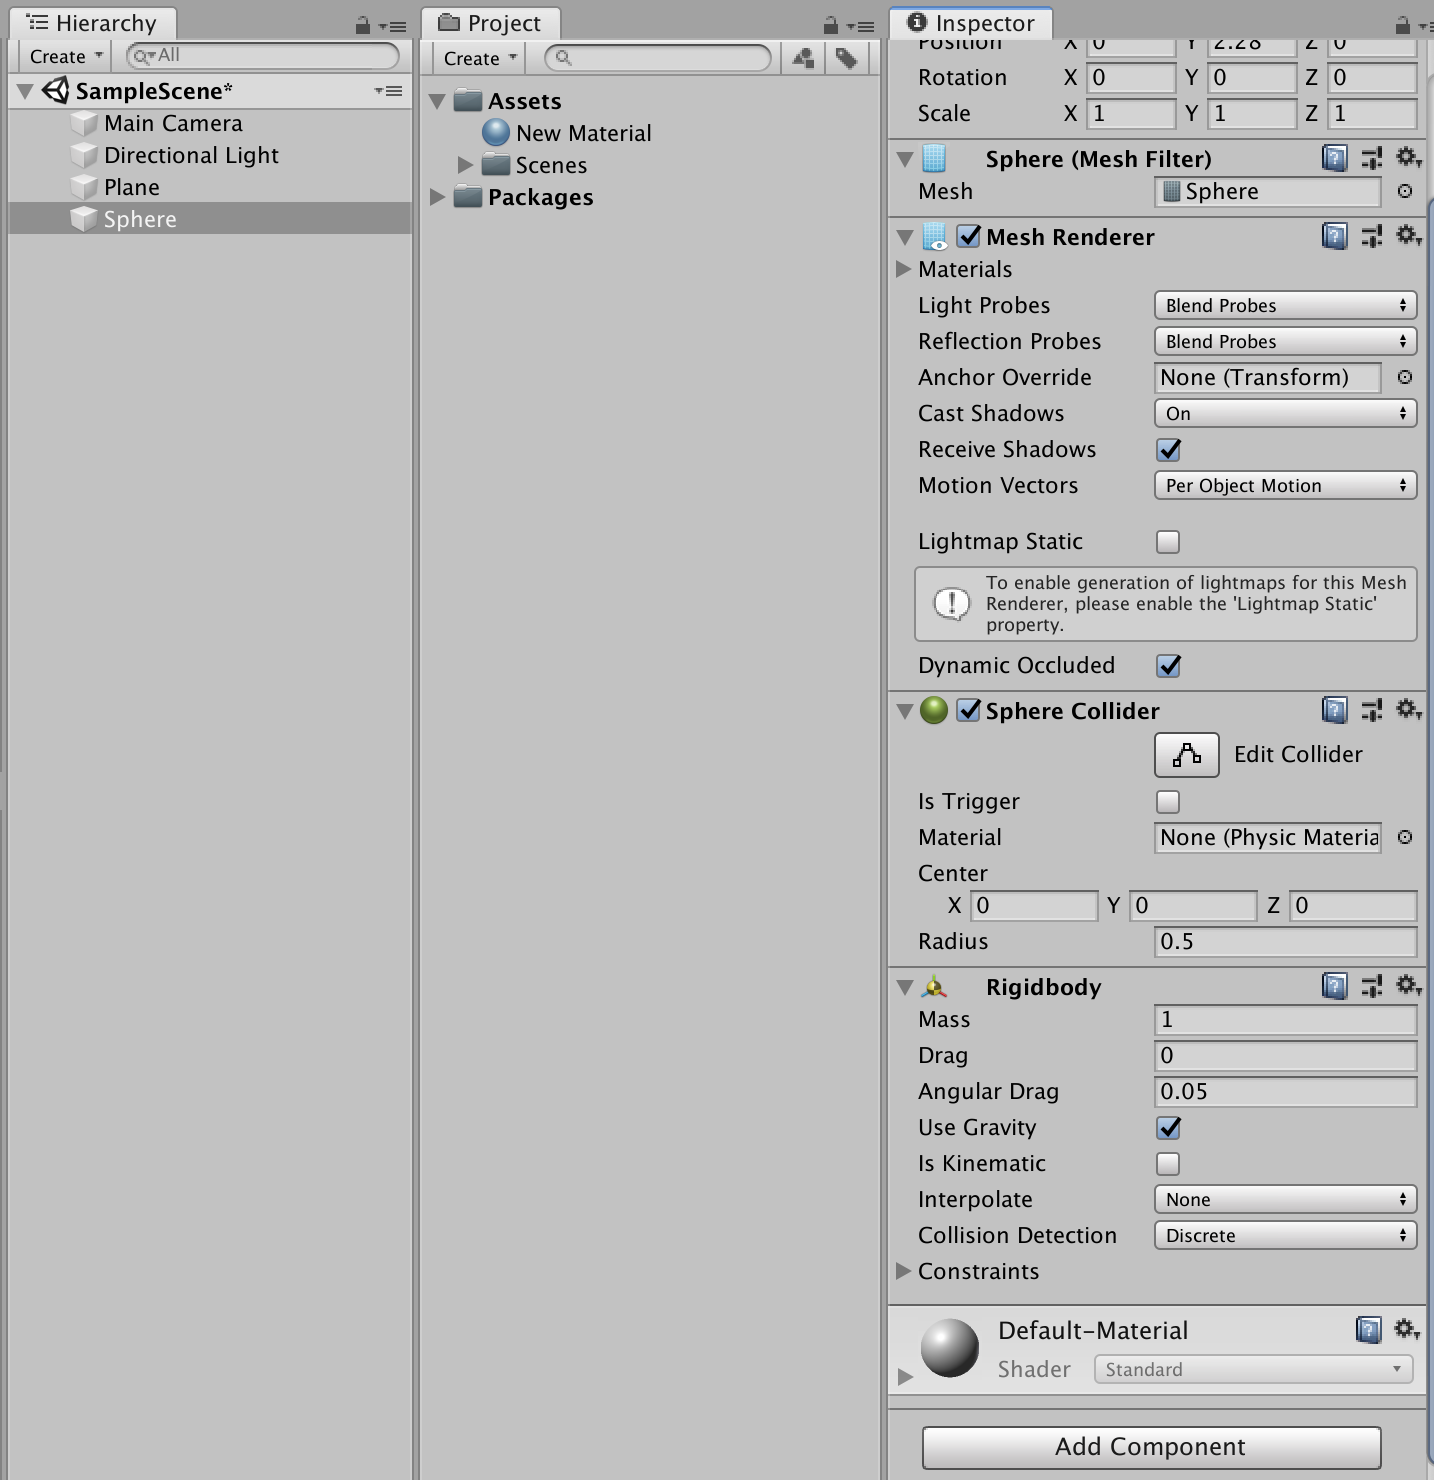 Hierarchy
Create
All
SampleScene*
Main Camera
Directional Light
Plane
Sphere
Project
Create
Assets
New Material
Scenes
Packages
Inspector
Position X 0 Y 2.28 Z 0
Rotation X 0 Y 0 Z 0
Scale X 1 Y 1 Z 1
Sphere (Mesh Filter)
Mesh Sphere
Mesh Renderer
Materials
Light Probes Blend Probes
Reflection Probes Blend Probes
Anchor Override None (Transform)
Cast Shadows On
Receive Shadows
Motion Vectors Per Object Motion
Lightmap Static
To enable generation of lightmaps for this Mesh
Renderer, please enable the 'Lightmap Static'
property.
Dynamic Occluded
Sphere Collider
Edit Collider
Is Trigger
Material None (Physic Materia
Center
X 0 Y 0 Z 0
Radius 0.5
Rigidbody
Mass 1
Drag 0
Angular Drag 0.05
Use Gravity
Is Kinematic
Interpolate None
Collision Detection Discrete
Constraints
Default-Material
Shader Standard
Add Component